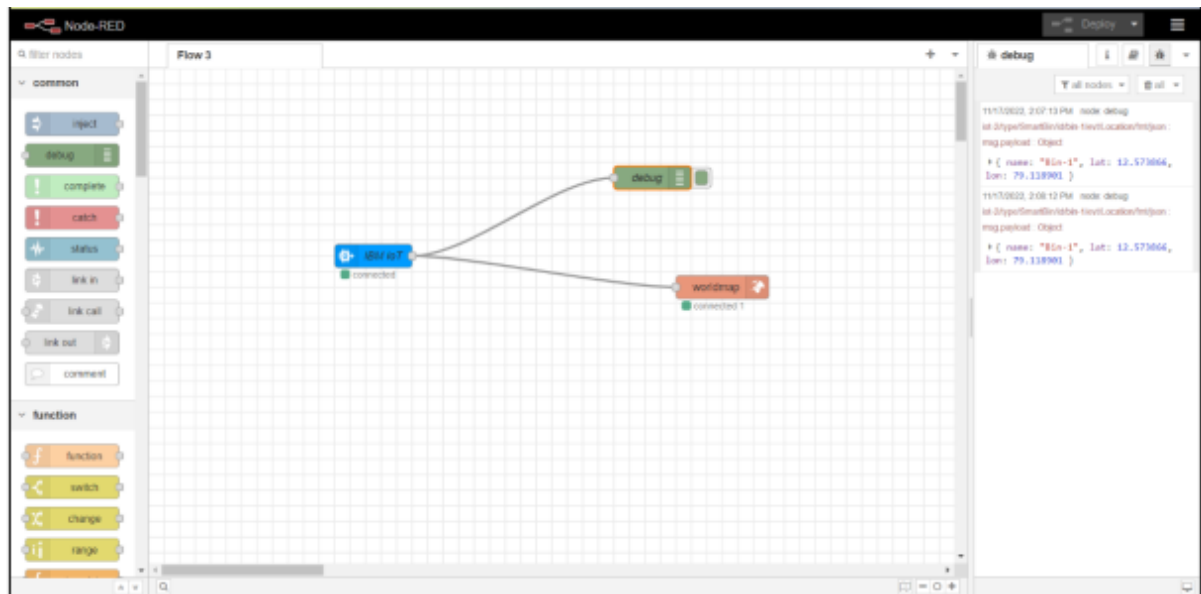 Node-RED
Deploy
filter nodes
Flow 3
debug
i
all nodes
all
common
inject
debug
complete
catch
status
link in
link call
link out
comment
function
function
switch
change
range
debug
IBM IoT
connected
worldmap
connected 1
11/17/2022, 2:07:13 PM node: debug
msg.payload : Object
{ name: "Bin-1", lat: 12.573066,
lon: 79.118901 }
11/17/2022, 2:08:12 PM node: debug
msg.payload : Object
{ name: "Bin-1", lat: 12.573066,
lon: 79.118901 }